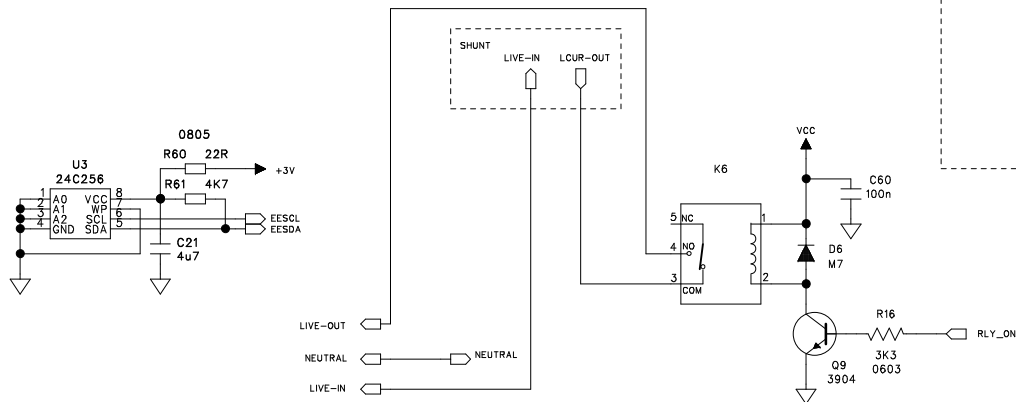 SHUNT
LIVE-IN LCUR-OUT
0805
R60 22R
+3V
U3
24C256
R61 4K7
1 A0 VCC 8
2 A1 WP 7
3 A2 SCL 6
4 GND SDA 5
EESCL
EESDA
C21
4u7
VCC
K6
C60
100n
5 NC 1
4 NO
D6
M7
3 COM 2
LIVE-OUT
R16
RLY_ON
NEUTRAL NEUTRAL
3K3
0603
Q9
3904
LIVE-IN